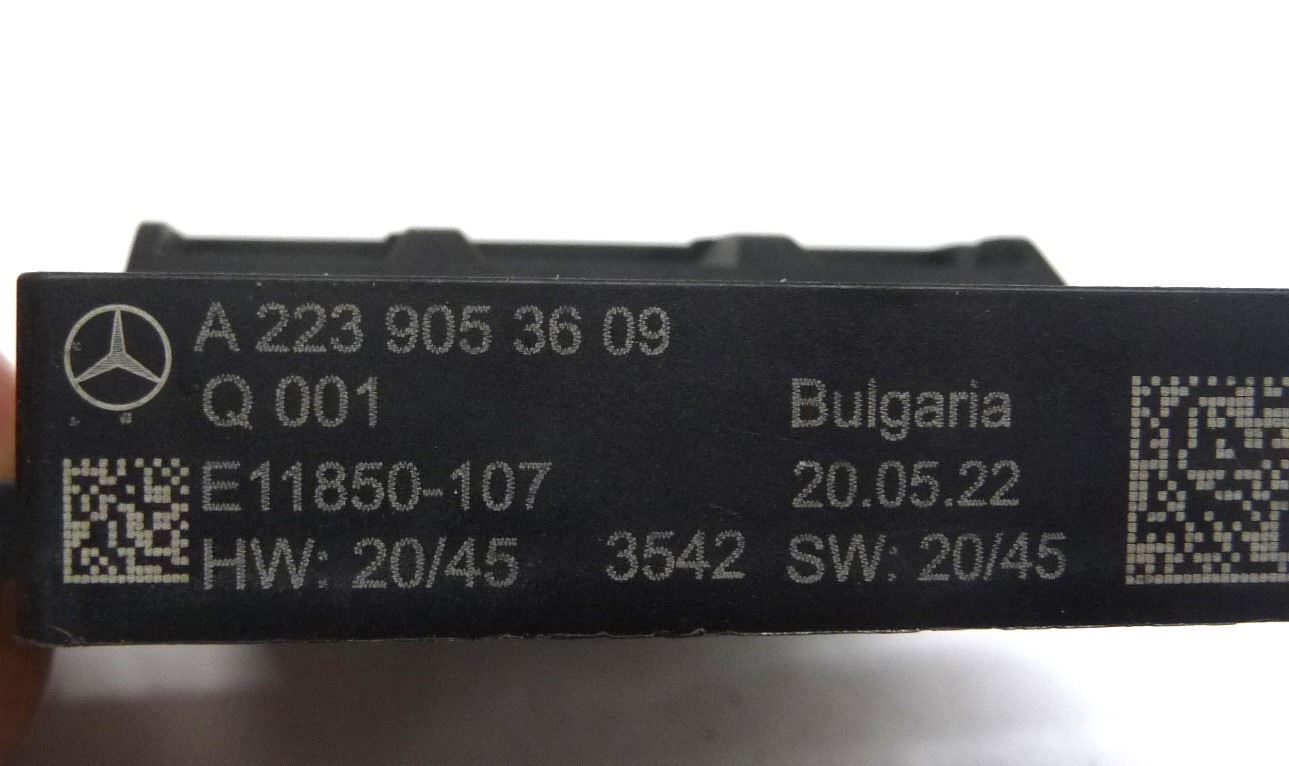 A 223 905 36 09
Q 001
Bulgaria
E11850-107
20.05.22
HW: 20/45 3542 SW: 20/45